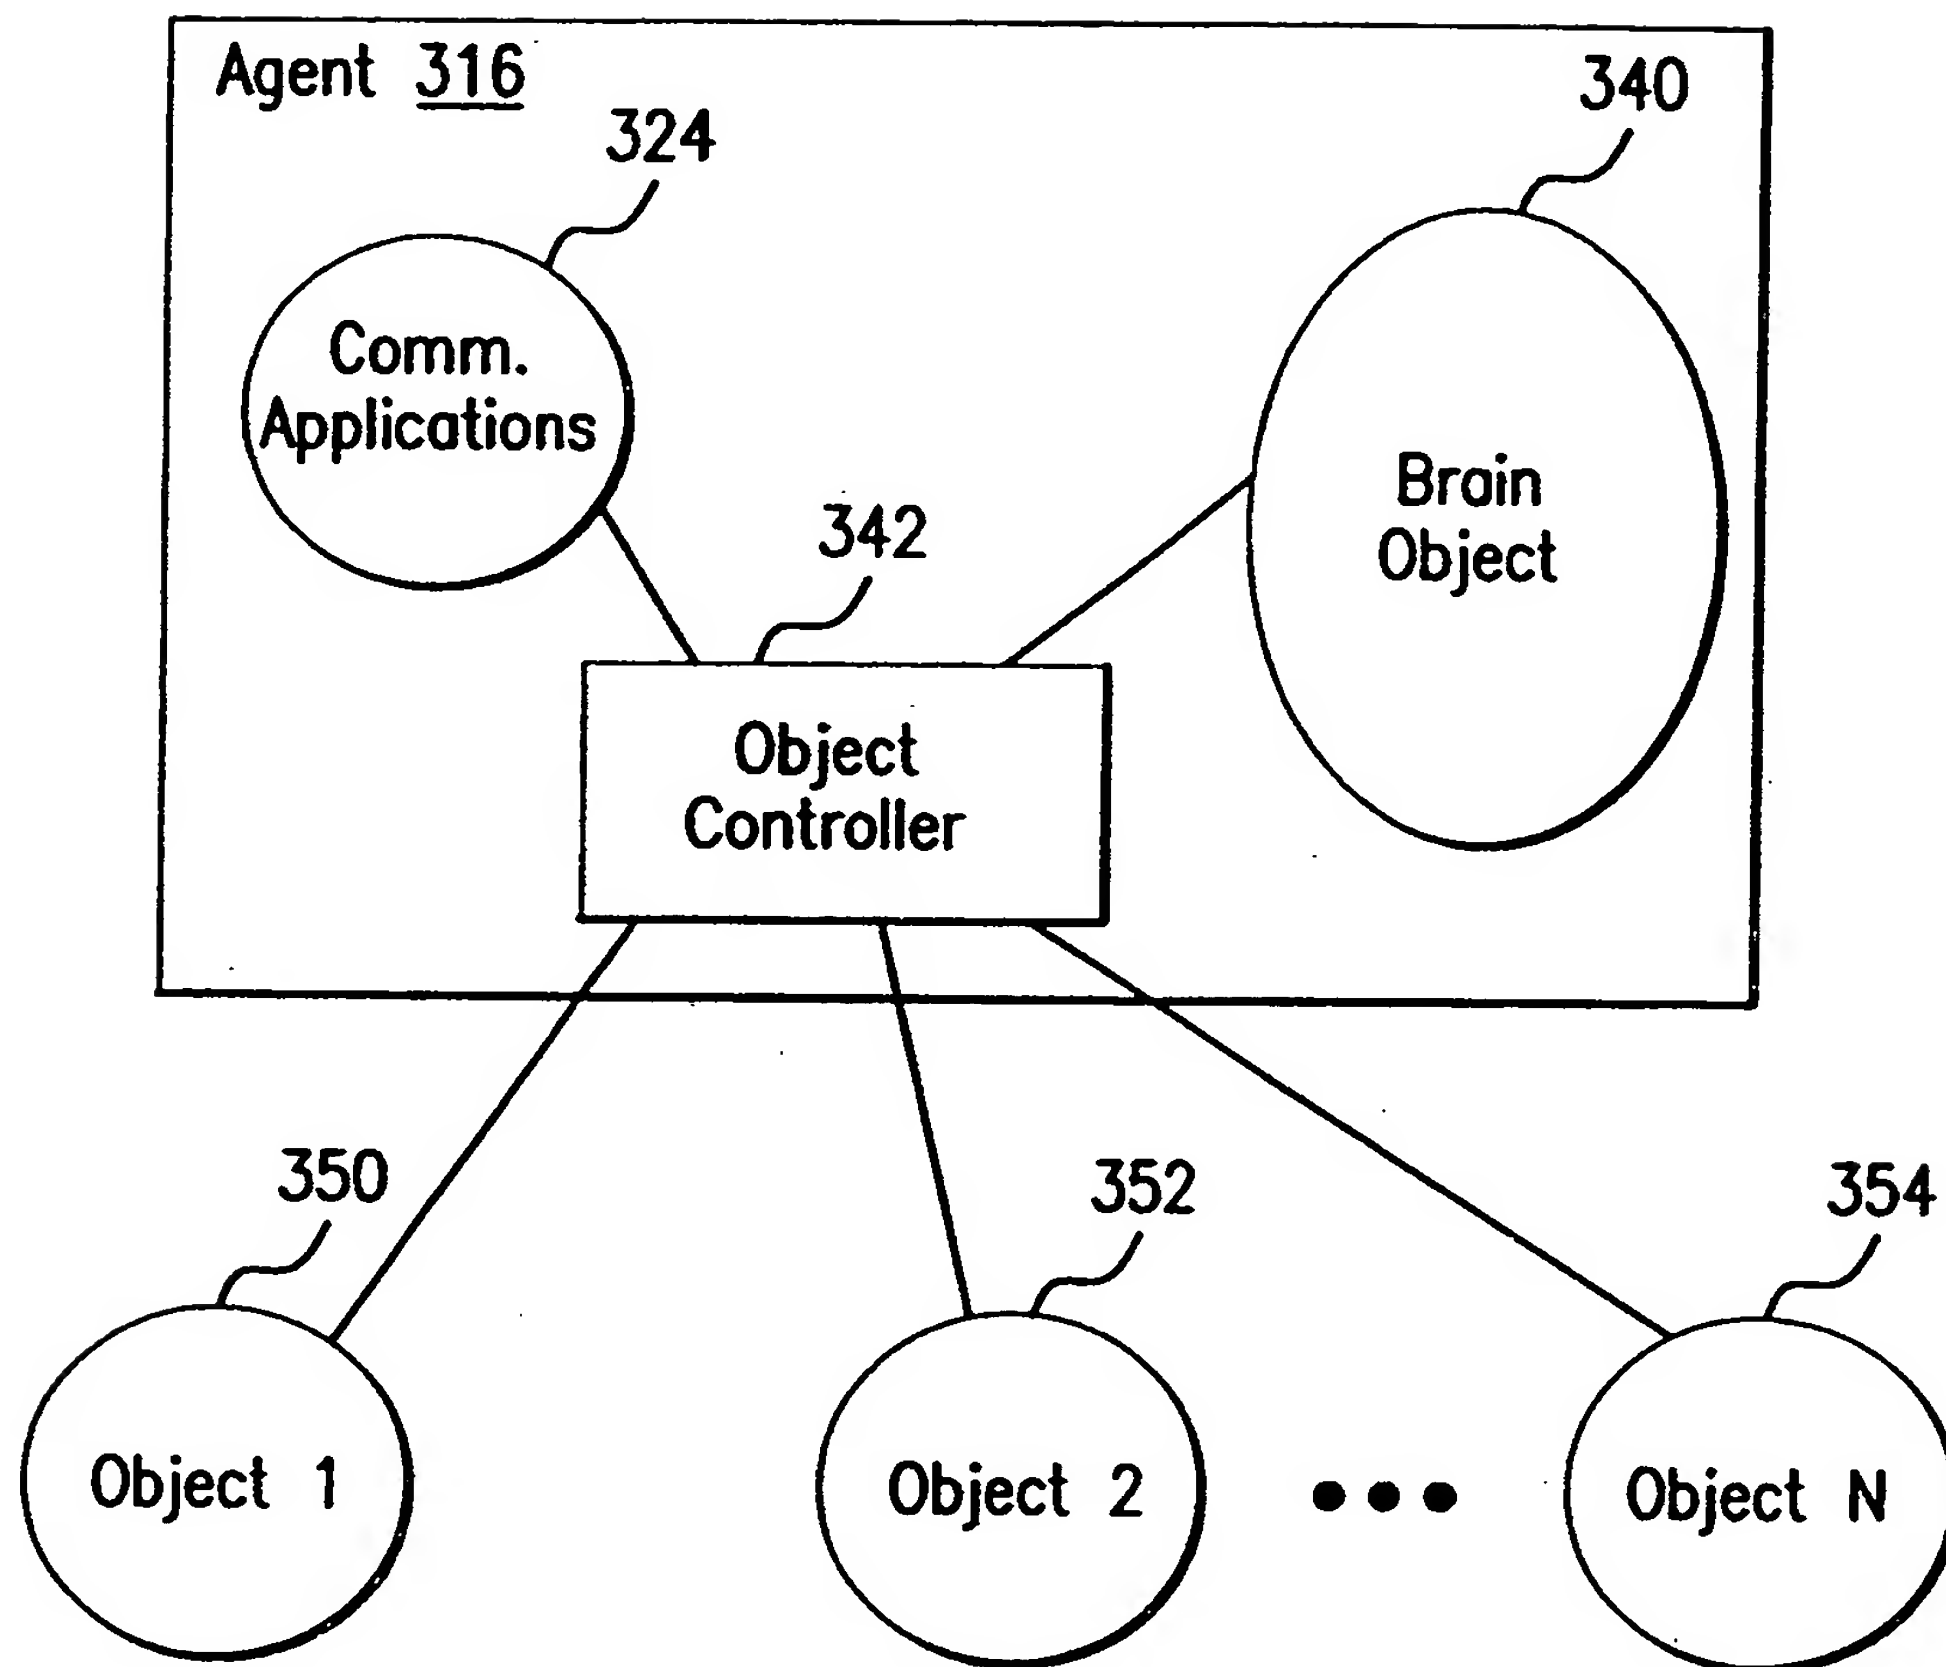 Agent 316
340
324
Comm.
Applications
Brain
Object
342
Object
Controller
350
352
354
Object 1
Object 2
Object N